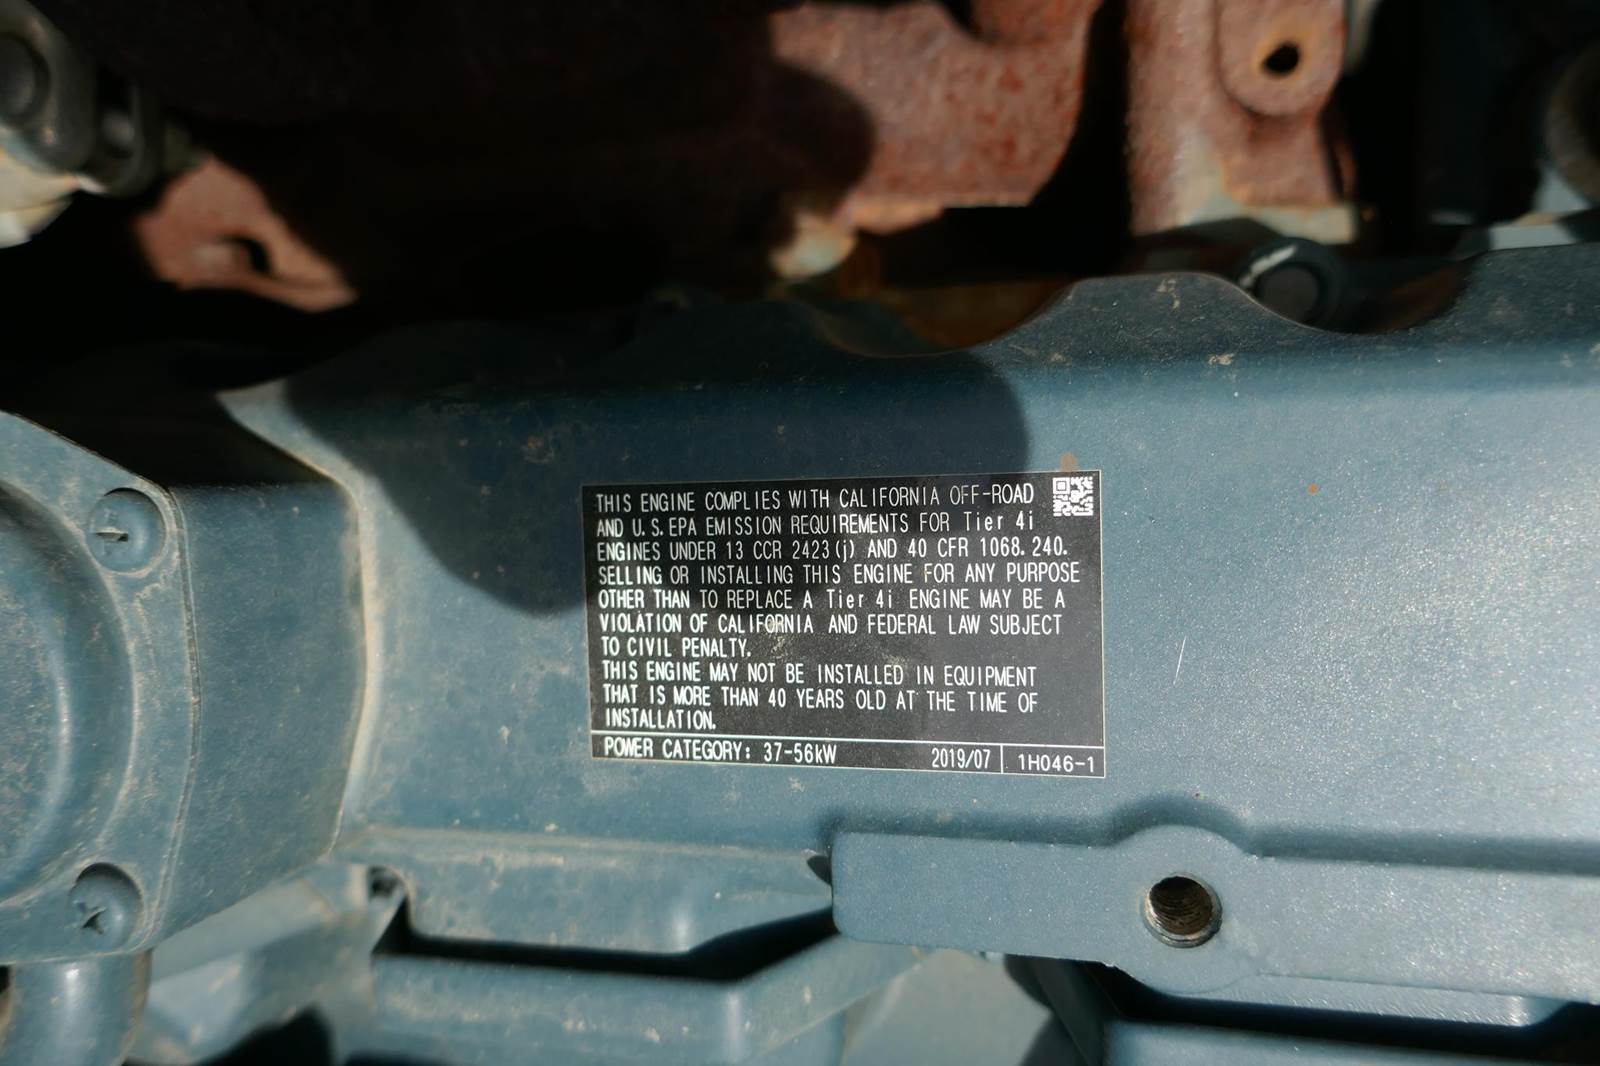 THIS ENGINE COMPLIES WITH CALIFORNIA OFF-ROAD
AND U.S. EPA EMISSION REQUIREMENTS FOR Tier 4i
ENGINES UNDER 13 CCR 2423(j) AND 40 CFR 1068.240.
SELLING OR INSTALLING THIS ENGINE FOR ANY PURPOSE
OTHER THAN TO REPLACE A Tier 4i ENGINE MAY BE A
VIOLATION OF CALIFORNIA AND FEDERAL LAW SUBJECT
TO CIVIL PENALTY.
THIS ENGINE MAY NOT BE INSTALLED IN EQUIPMENT
THAT IS MORE THAN 40 YEARS OLD AT THE TIME OF
INSTALLATION.
POWER CATEGORY: 37-56kW 2019/07 1H046-1